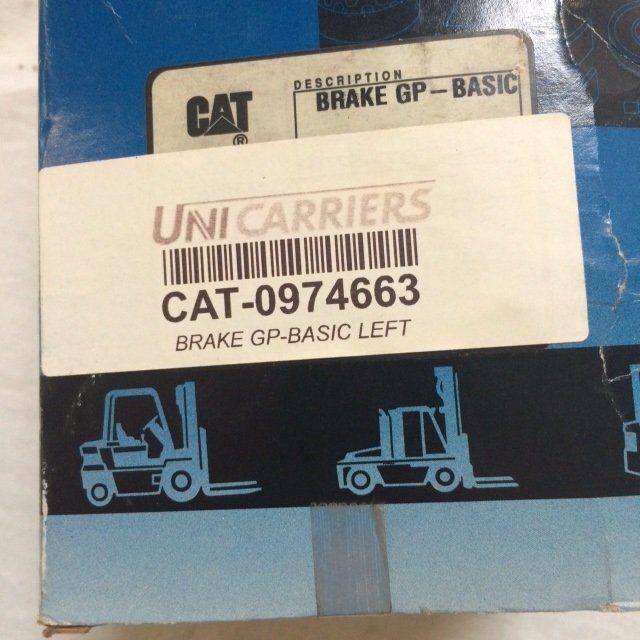 DESCRIPTION
CAT
BRAKE GP-BASIC
®
UNICARRIERS
CAT-0974663
BRAKE GP-BASIC LEFT